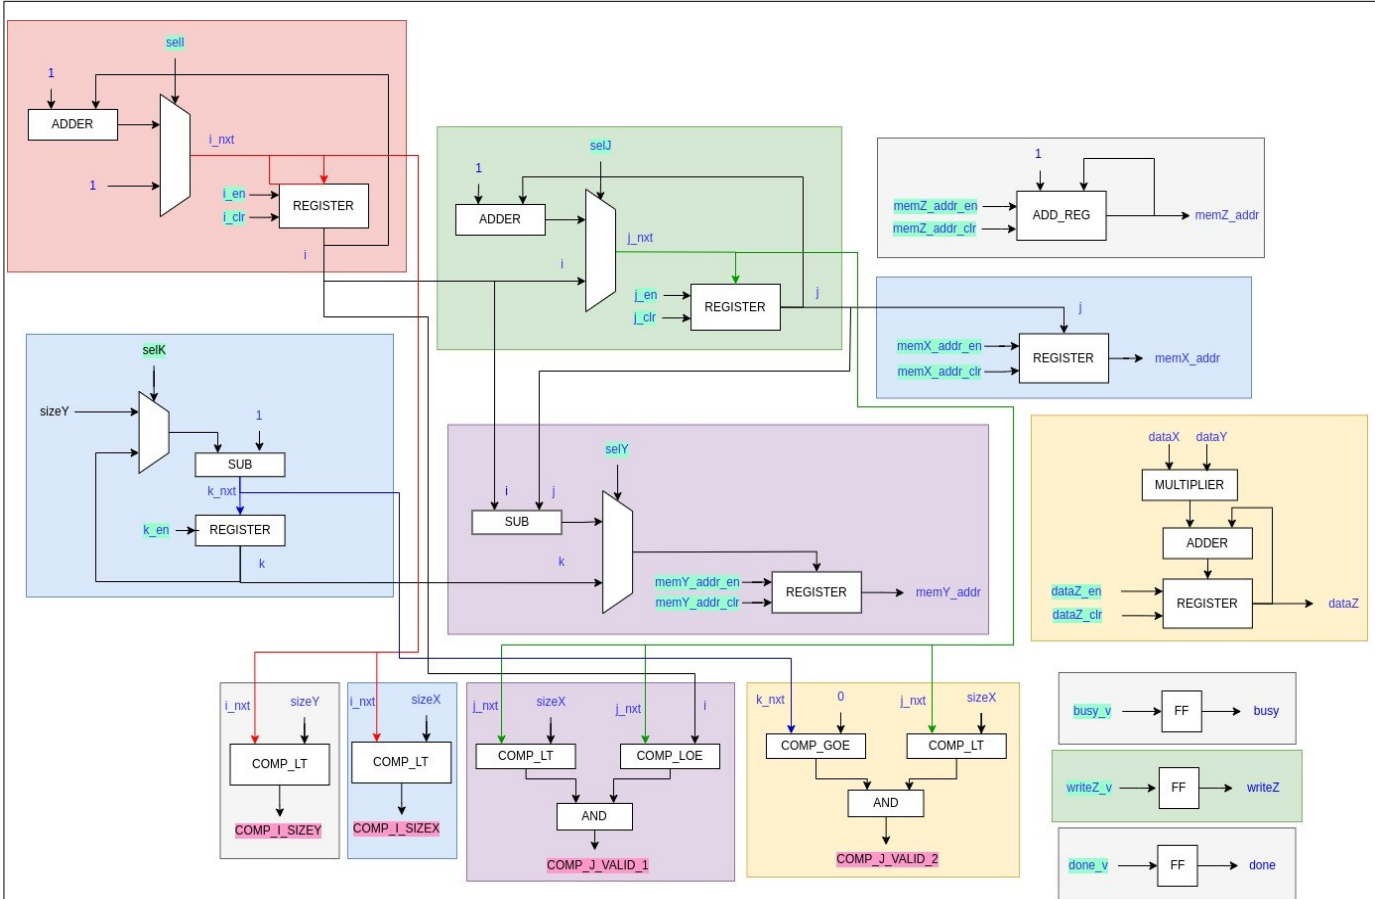 selI
1
ADDER
i_nxt
1
i_en
i_clr
REGISTER
i
selJ
1
ADDER
j_nxt
i
j_en
j_clr
REGISTER
j
1
memZ_addr_en
memZ_addr_clr
ADD_REG
memZ_addr
j
memX_addr_en
memX_addr_clr
REGISTER
memX_addr
selK
sizeY
1
SUB
k_nxt
k_en
REGISTER
k
selY
i
j
SUB
k
memY_addr_en
memY_addr_clr
REGISTER
memY_addr
dataX dataY
MULTIPLIER
ADDER
dataZ_en
dataZ_clr
REGISTER
dataZ
i_nxt
sizeY
COMP_LT
COMP_I_SIZEY
i_nxt
sizeX
COMP_LT
COMP_I_SIZEX
j_nxt
sizeX
j_nxt
i
COMP_LT
COMP_LOE
AND
COMP_J_VALID_1
k_nxt
0
j_nxt
sizeX
COMP_GOE
COMP_LT
AND
COMP_J_VALID_2
busy_v
FF
busy
writeZ_v
FF
writeZ
done_v
FF
done